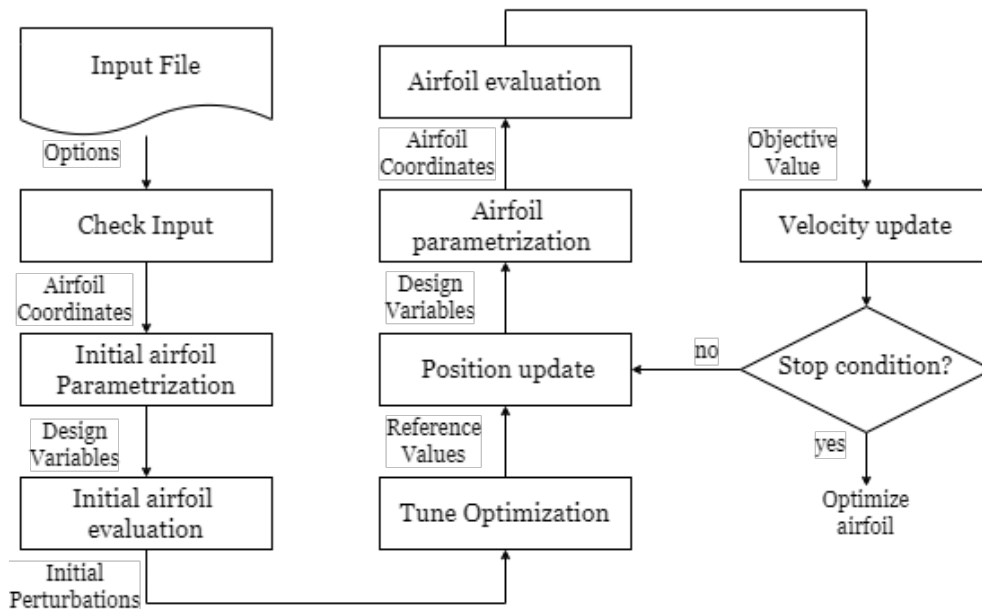 Input File
Options
Check Input
Airfoil
Coordinates
Initial airfoil
Parametrization
Design
Variables
Initial airfoil
evaluation
Initial
Perturbations
Airfoil evaluation
Airfoil
Coordinates
Airfoil
parametrization
Design
Variables
Position update
Reference
Values
Tune Optimization
Objective
Value
Velocity update
no
Stop condition?
yes
Optimize
airfoil